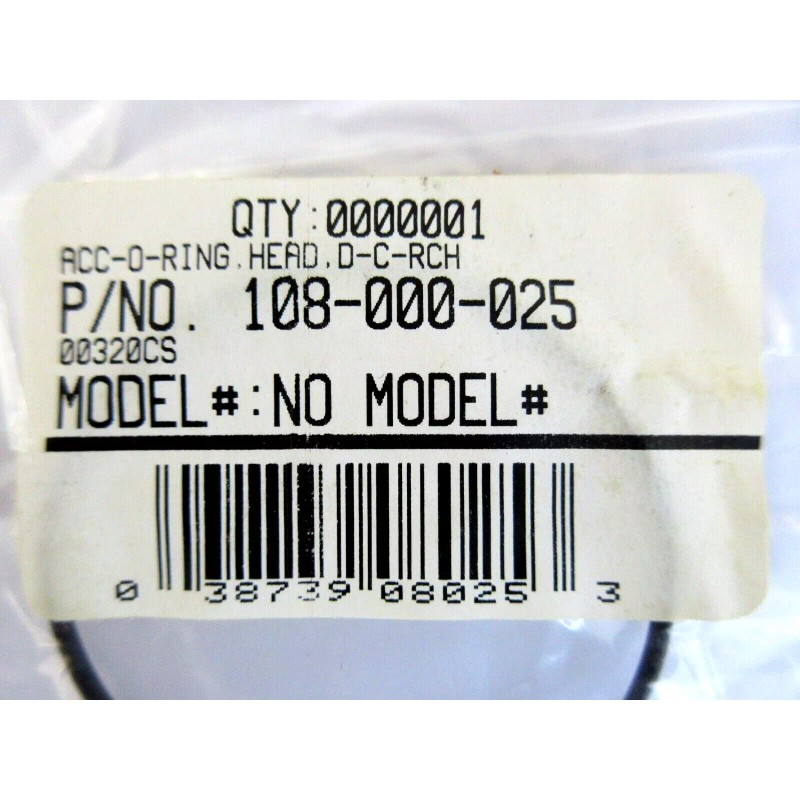 QTY:0000001
ACC-O-RING,HEAD,D-C-RCH
P/NO. 108-000-025
00320CS
MODEL#:NO MODEL#
0 38739 08025 3